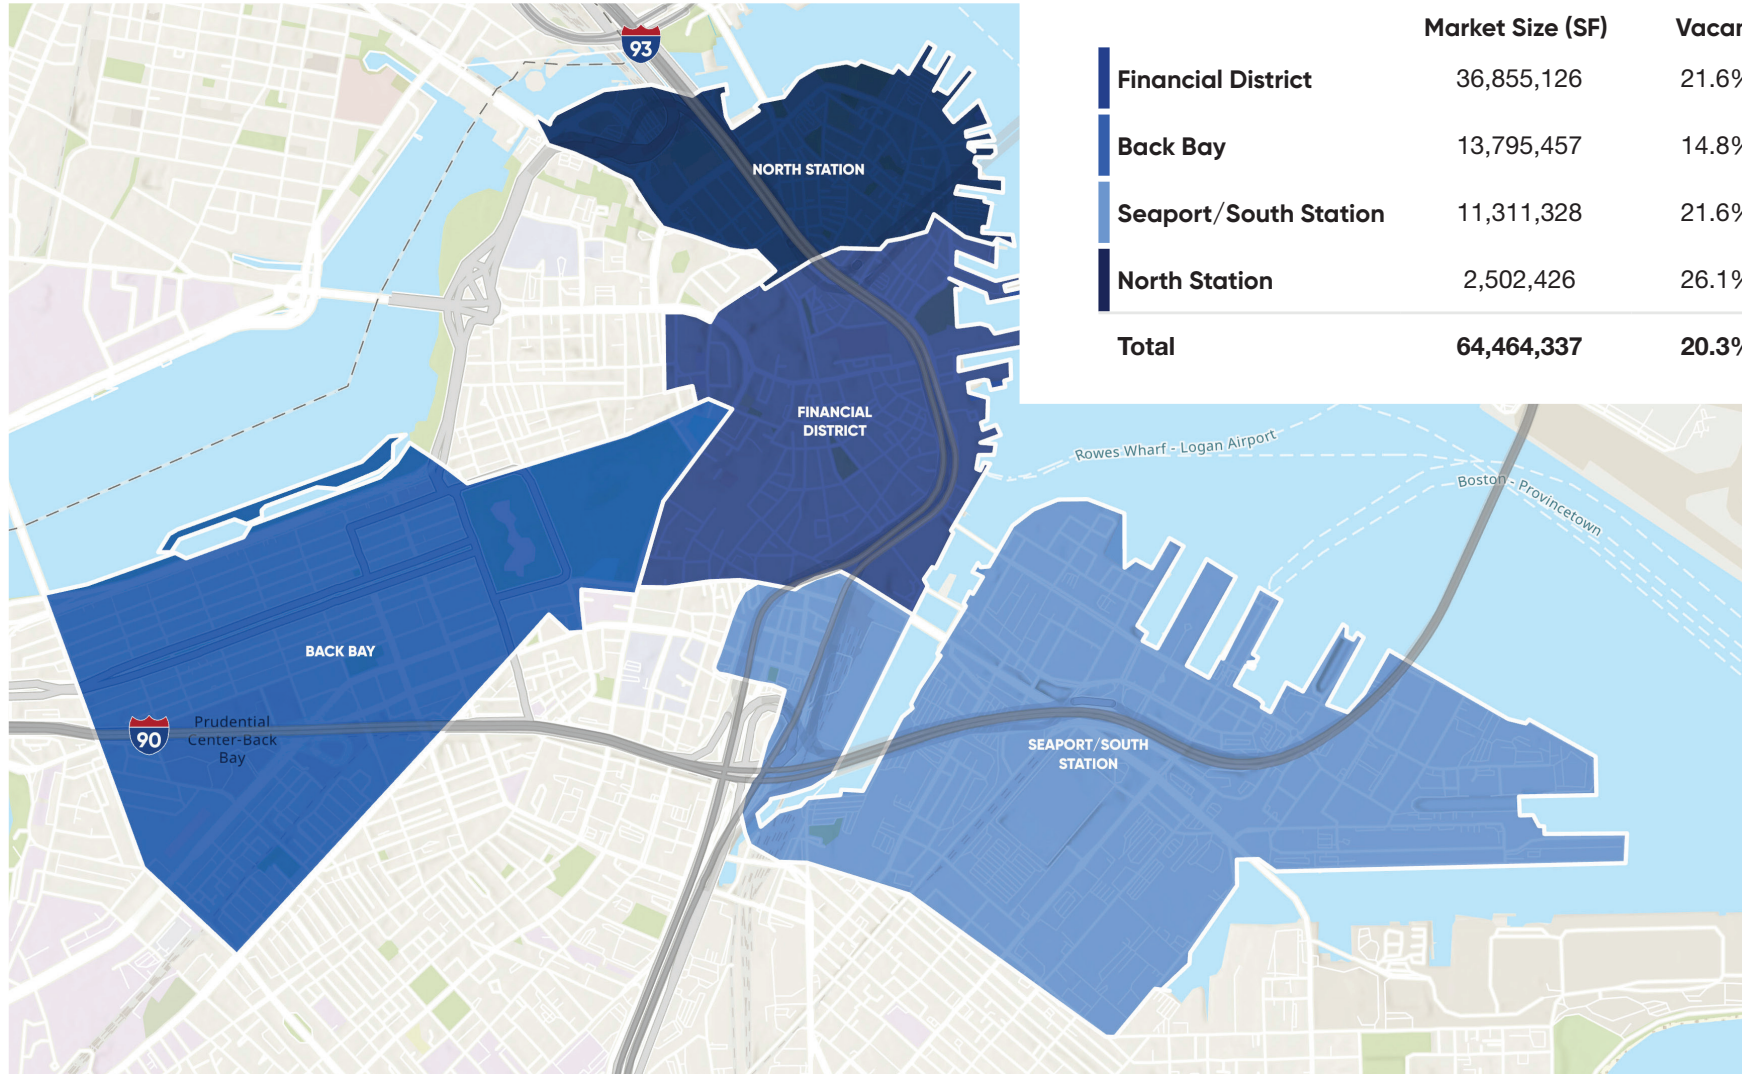 Market Size (SF) Vacan
Financial District 36,855,126 21.6%
Back Bay 13,795,457 14.8%
Seaport/South Station 11,311,328 21.6%
North Station 2,502,426 26.1%
Total 64,464,337 20.3%
93
NORTH STATION
FINANCIAL
DISTRICT
Rowes Wharf - Logan Airport
Boston - Provincetown
BACK BAY
90
Prudential
Center-Back
Bay
SEAPORT/SOUTH
STATION